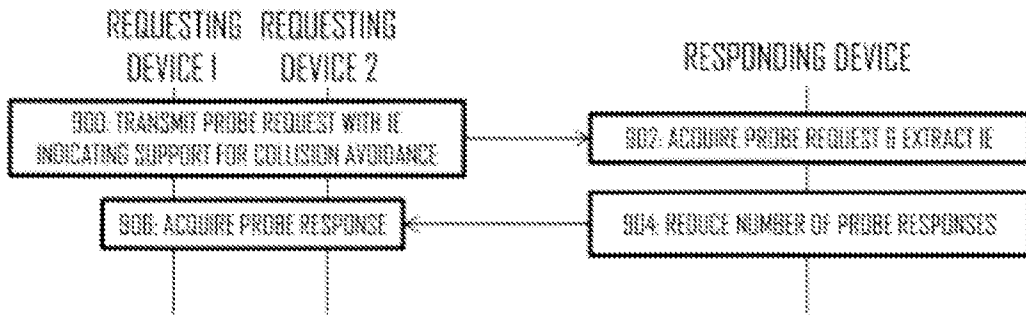 REQUESTING REQUESTING
DEVICE 1 DEVICE 2
RESPONDING DEVICE
900: TRANSMIT PROBE REQUEST WITH IE
INDICATING SUPPORT FOR COLLISION AVOIDANCE
902: ACQUIRE PROBE REQUEST & EXTRACT IE
906: ACQUIRE PROBE RESPONSE
904: REDUCE NUMBER OF PROBE RESPONSES